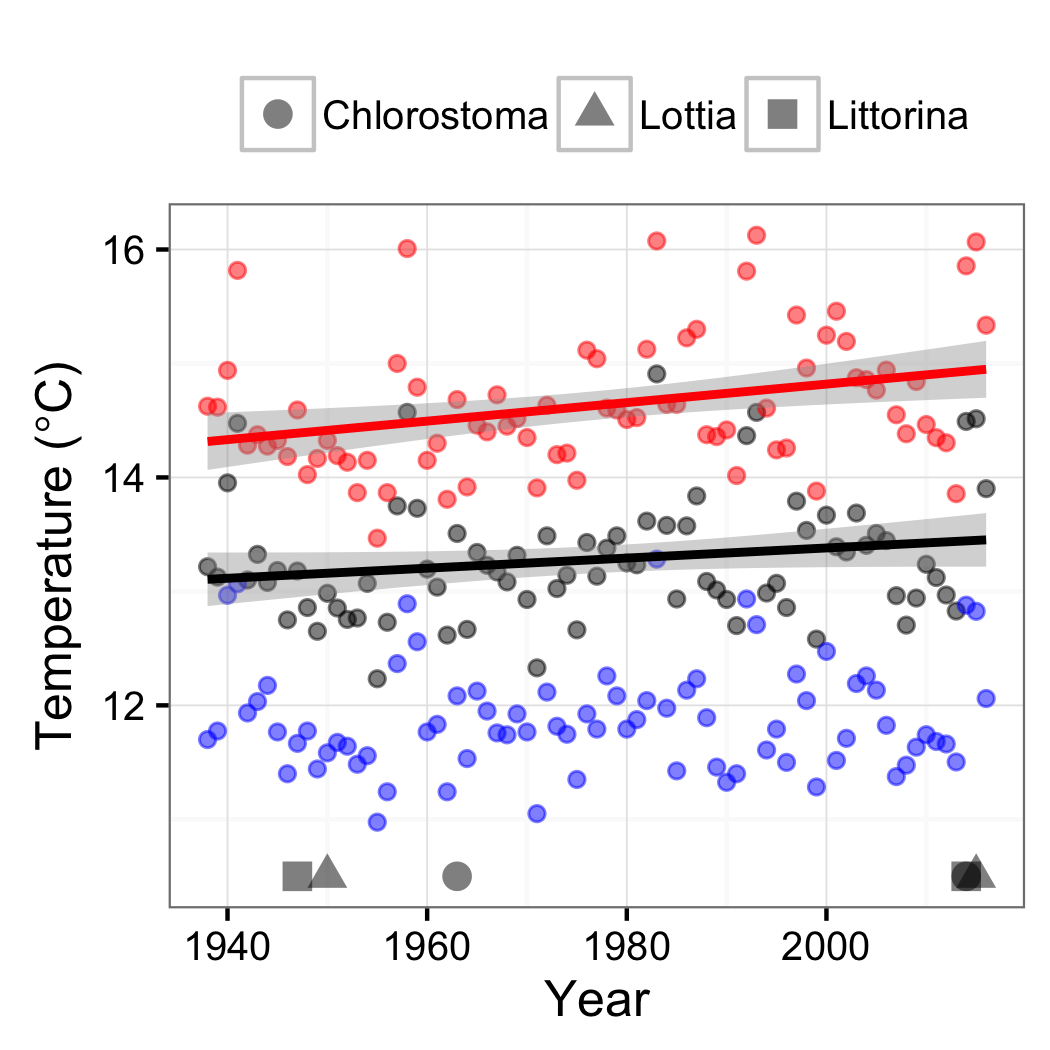 Chlorostoma Lottia Littorina
Temperature (°C)
16
14
12
1940 1960 1980 2000
Year